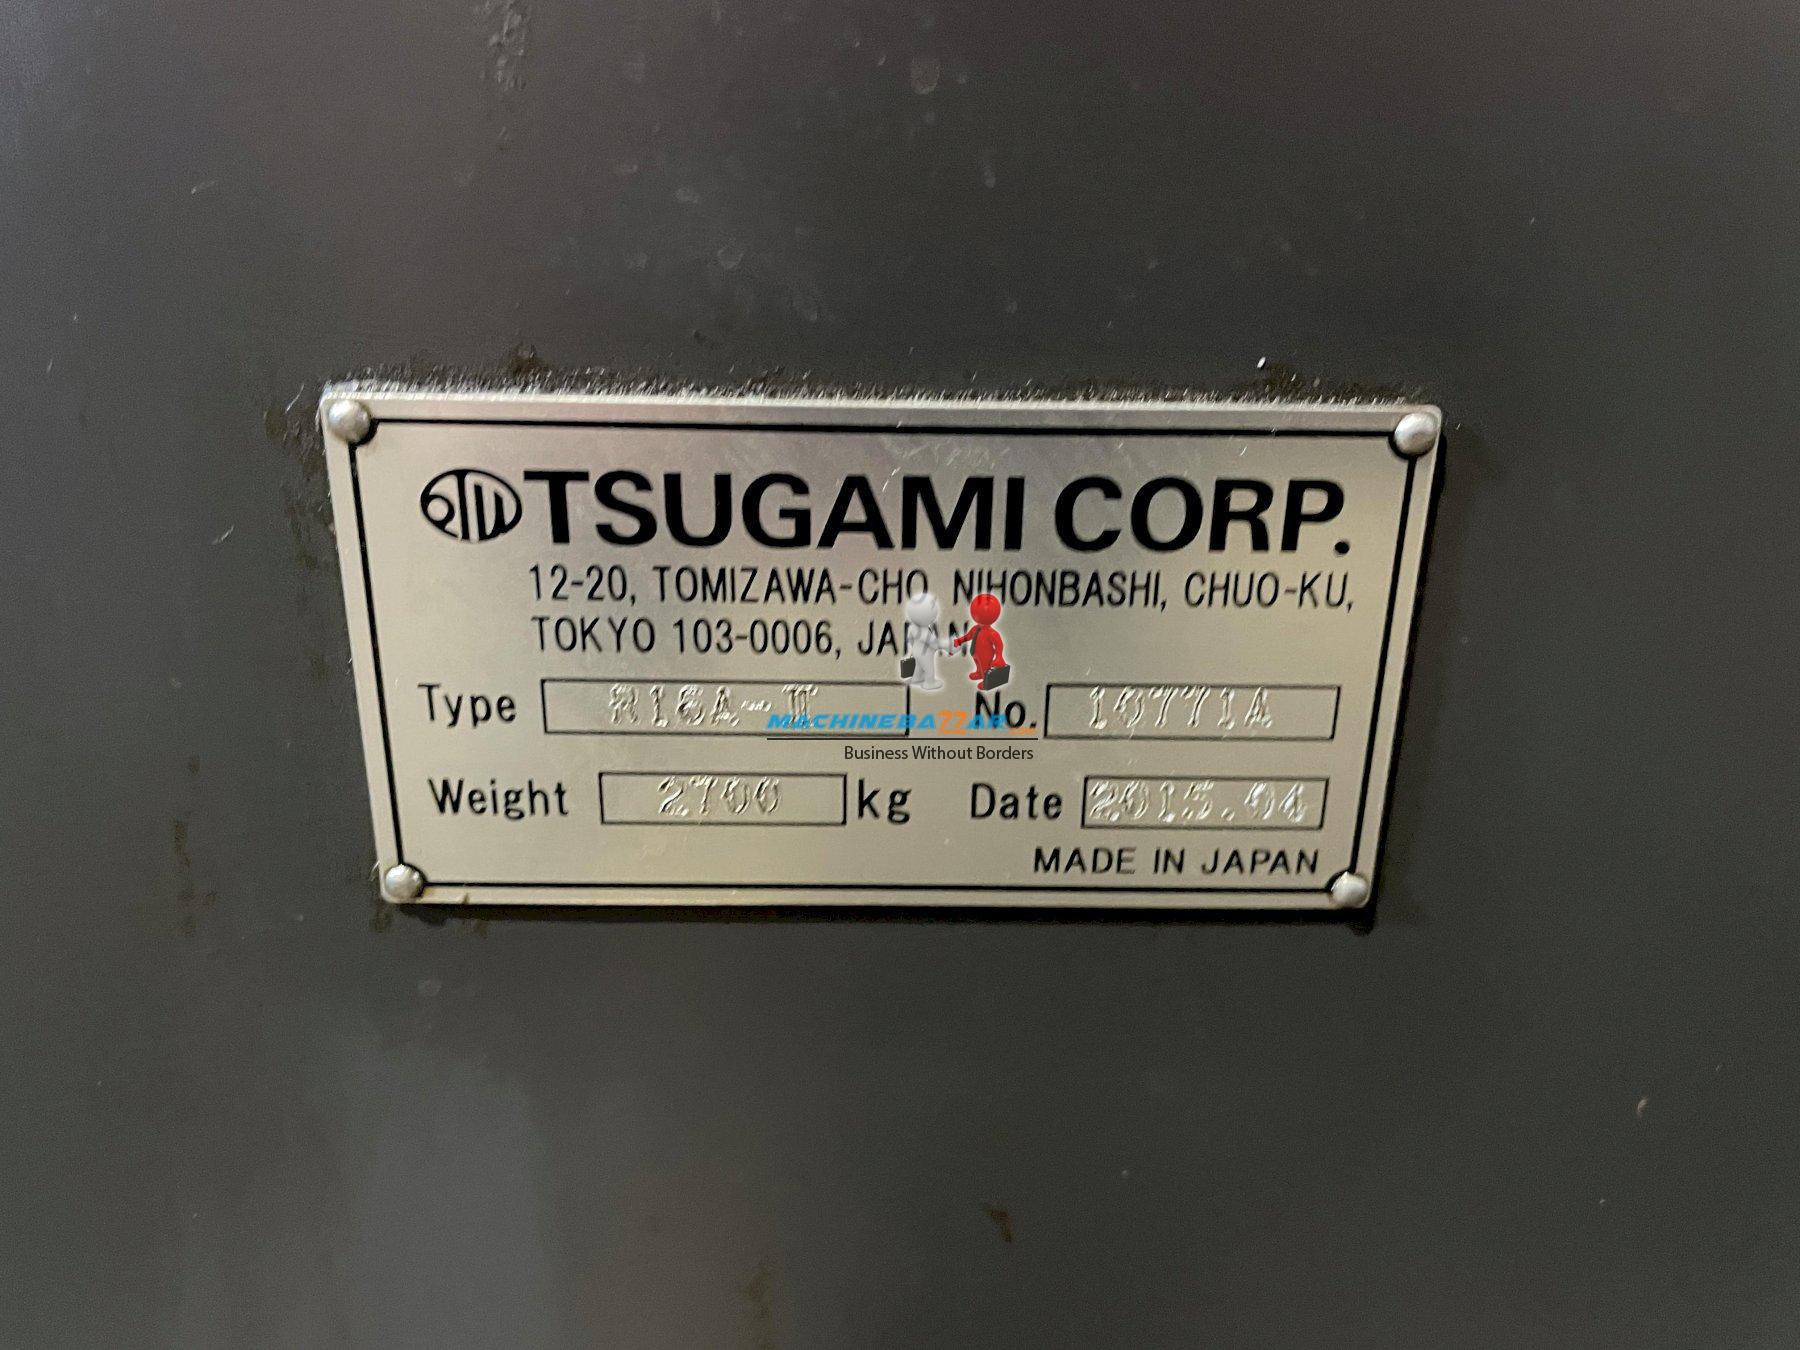 TSUGAMI CORP.
12-20, TOMIZAWA-CHO, NIHONBASHI, CHUO-KU,
TOKYO 103-0006, JAPAN
Type No. 10771A
MACHINEBAZZAR
Business Without Borders
Weight 2700 kg Date 2015.04
MADE IN JAPAN